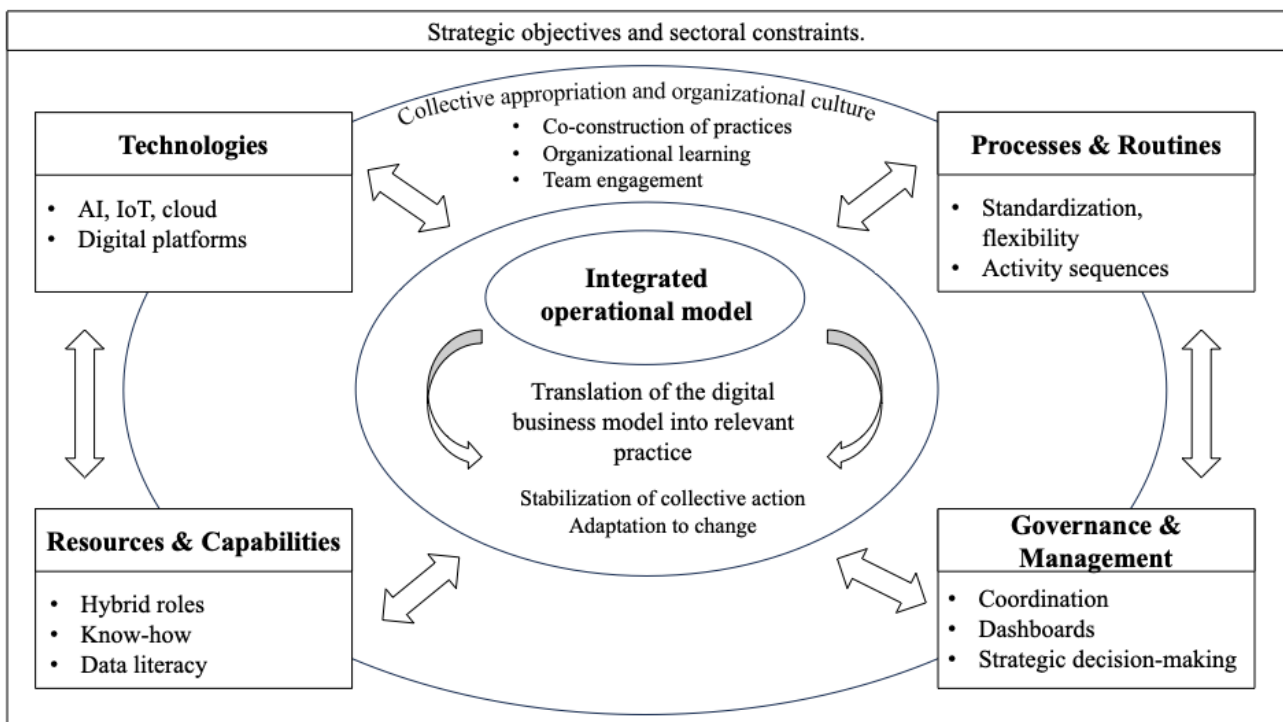 Strategic objectives and sectoral constraints.
Collective appropriation and organizational culture
• Co-construction of practices
• Organizational learning
• Team engagement
Technologies
• AI, IoT, cloud
• Digital platforms
Processes & Routines
• Standardization,
flexibility
• Activity sequences
Integrated
operational model
Translation of the digital
business model into relevant
practice
Stabilization of collective action
Adaptation to change
Resources & Capabilities
• Hybrid roles
• Know-how
• Data literacy
Governance &
Management
• Coordination
• Dashboards
• Strategic decision-making